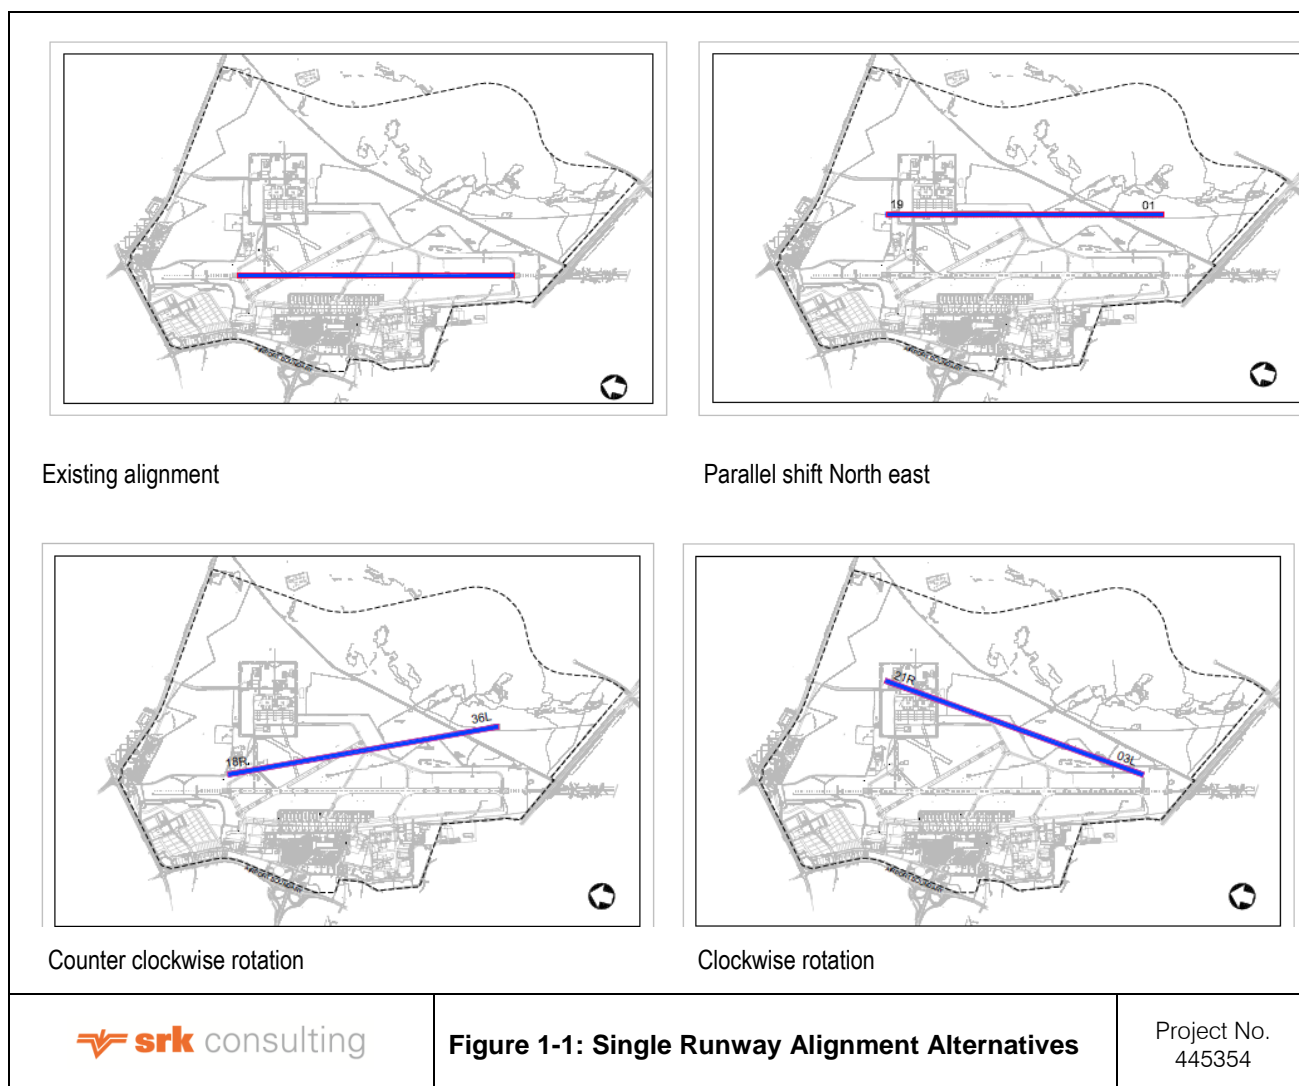 19
01
Existing alignment
Parallel shift North east
36L
18R
21R
03L
Counter clockwise rotation
Clockwise rotation
srk consulting
Figure 1-1: Single Runway Alignment Alternatives
Project No.
445354